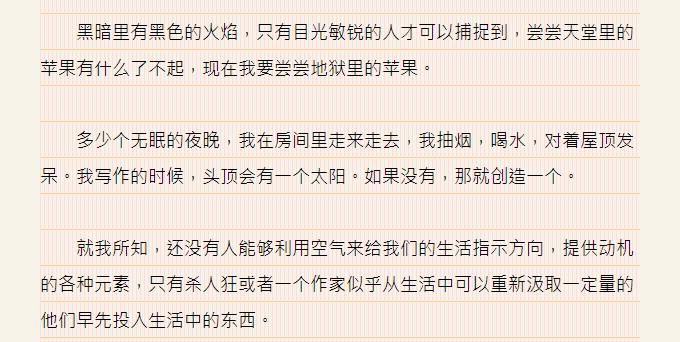 黑暗里有黑色的火焰，只有目光敏锐的人才可以捕捉到，尝尝天堂里的
苹果有什么了不起，现在我要尝尝地狱里的苹果。
多少个无眠的夜晚，我在房间里走来走去，我抽烟，喝水，对着屋顶发
呆。我写作的时候，头顶会有一个太阳。如果没有，那就创造一个。
就我所知，还没有人能够利用空气来给我们的生活指示方向，提供动机
的各种元素，只有杀人狂或者一个作家似乎从生活中可以重新汲取一定量的
他们早先投入生活中的东西。